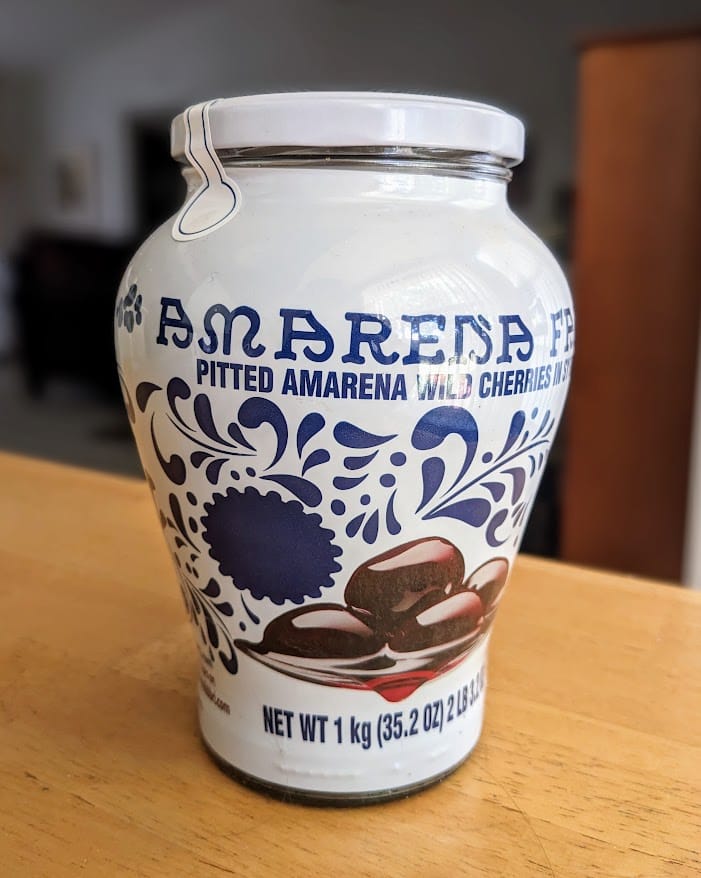 AMARENA
PITTED AMARENA WILD CHERRIES IN
NET WT 1 kg (35.2 OZ) 2 LB